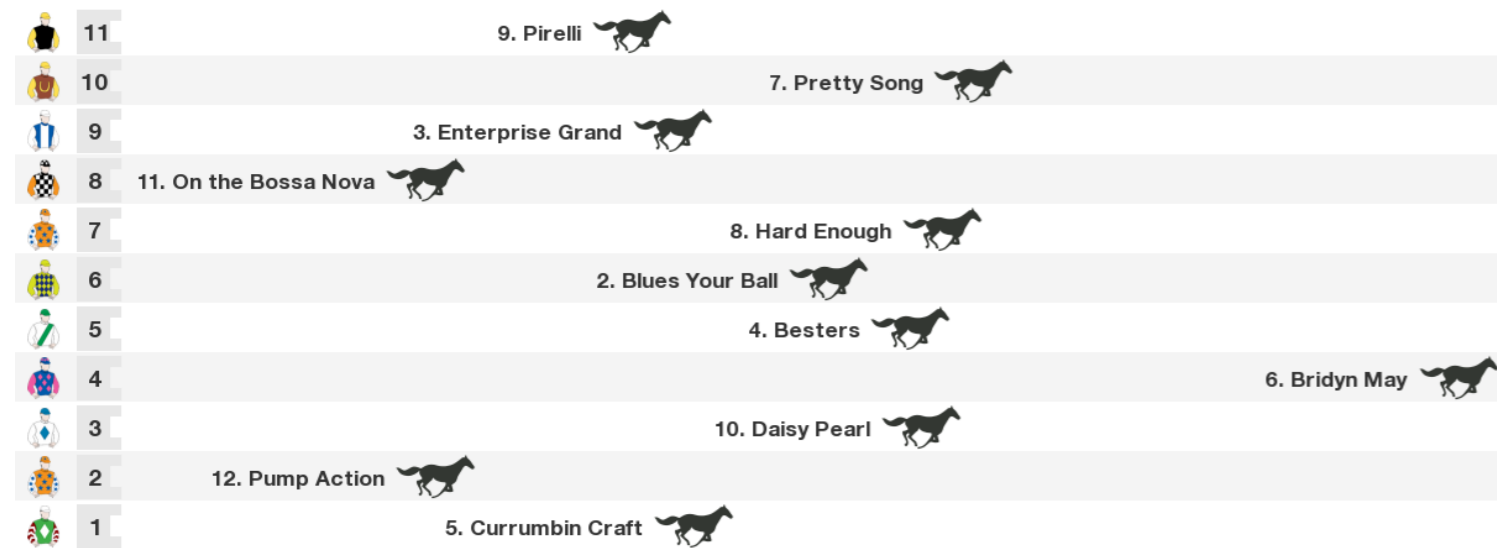 11 9. Pirelli
10 7. Pretty Song
9 3. Enterprise Grand
8 11. On the Bossa Nova
7 8. Hard Enough
6 2. Blues Your Ball
5 4. Besters
4 6. Bridyn May
3 10. Daisy Pearl
2 12. Pump Action
1 5. Currumbin Craft